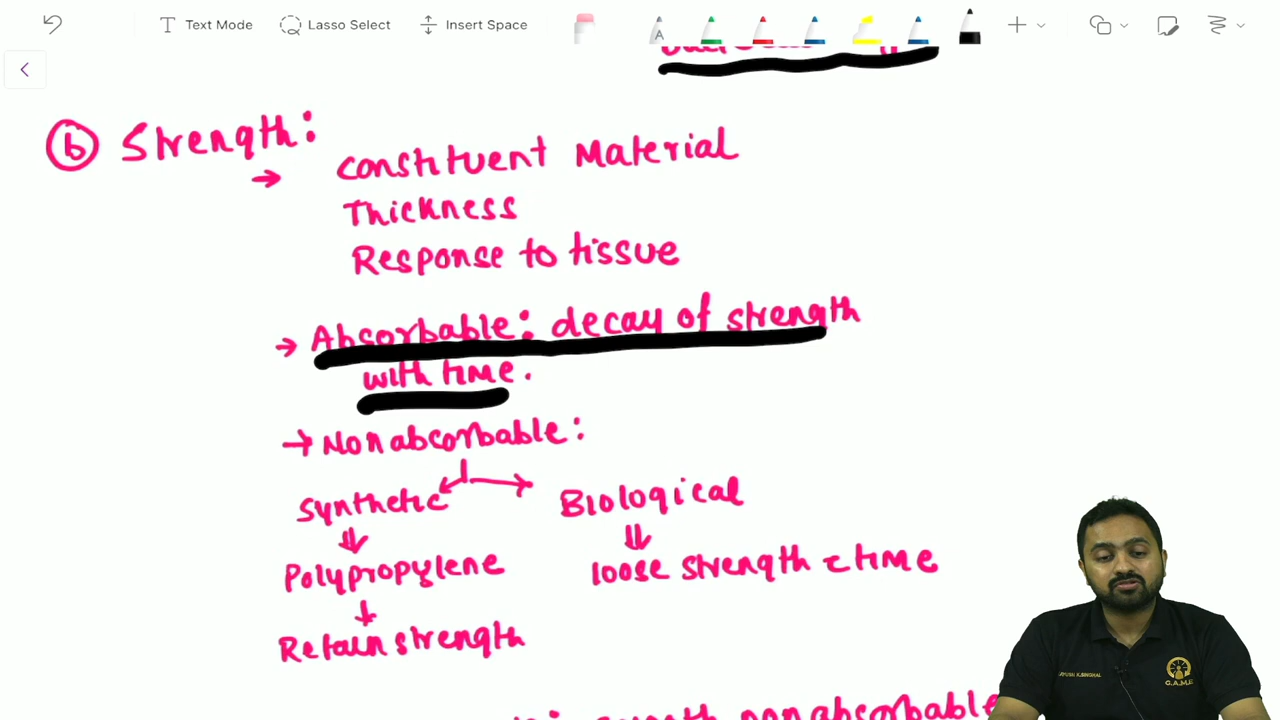 Text Mode Lasso Select Insert Space
ⓑ Strength:
→ Constituent Material
Thickness
Response to tissue
→ Absorbable: decay of strength
with time.
→ Nonabsorbable:
Synthetic Biological
Polypropylene loose strength c̄ time
Retain strength
nonabsorbable
G.A.M.E